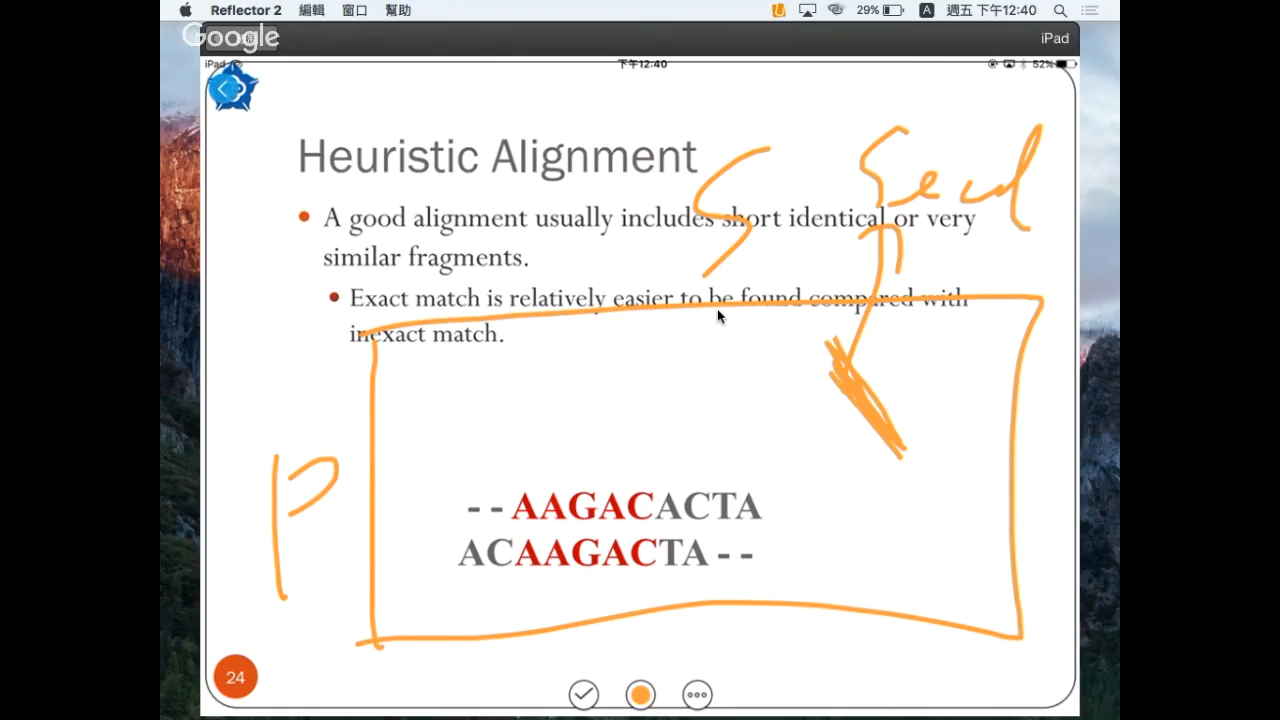 Reflector 2 編輯 窗口 幫助 29% A 週五 下午12:40
Google
iPad
iPad 下午12:40 52%
Heuristic Alignment
S Seed
A good alignment usually includes short identical or very
similar fragments.
Exact match is relatively easier to be found compared with
inexact match.
P
--AAGACACTA
ACAAGACTA--
24